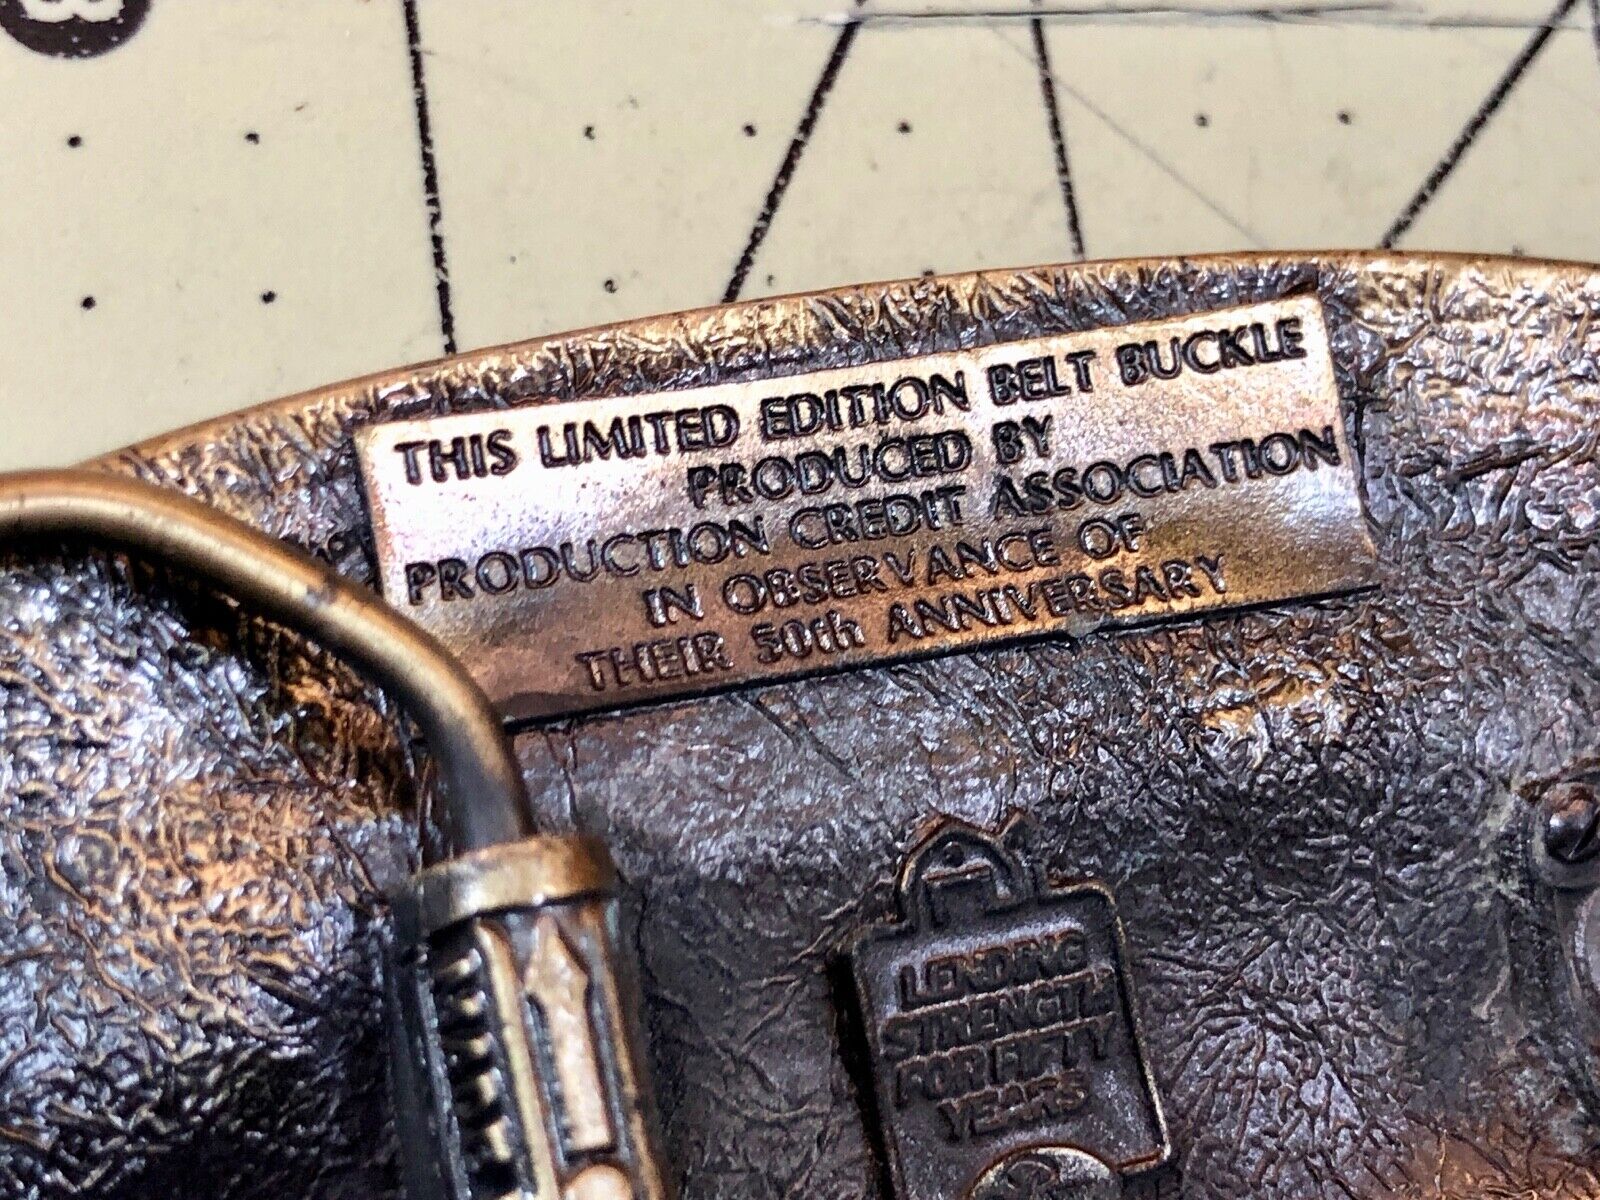 8
THIS LIMITED EDITION BELT BUCKLE
PRODUCED BY
PRODUCTION CREDIT ASSOCIATION
IN OBSERVANCE OF
THEIR 50th ANNIVERSARY
LENDING
STRENGTH
FOR FIFTY
YEARS